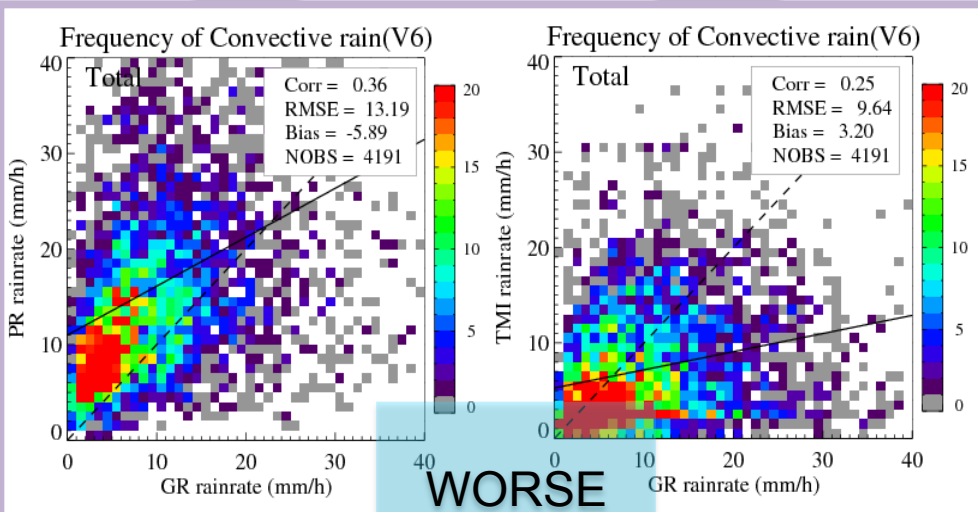 Frequency of Convective rain(V6)
Total
Corr = 0.36
RMSE = 13.19
Bias = -5.89
NOBS = 4191
PR rainrate (mm/h)
40
30
20
10
0
0 10 20 30 40
GR rainrate (mm/h)
20
15
10
5
0
Frequency of Convective rain(V6)
Total
Corr = 0.25
RMSE = 9.64
Bias = 3.20
NOBS = 4191
TMI rainrate (mm/h)
40
30
20
10
0
0 10 20 30 40
GR rainrate (mm/h)
20
15
10
5
0
WORSE